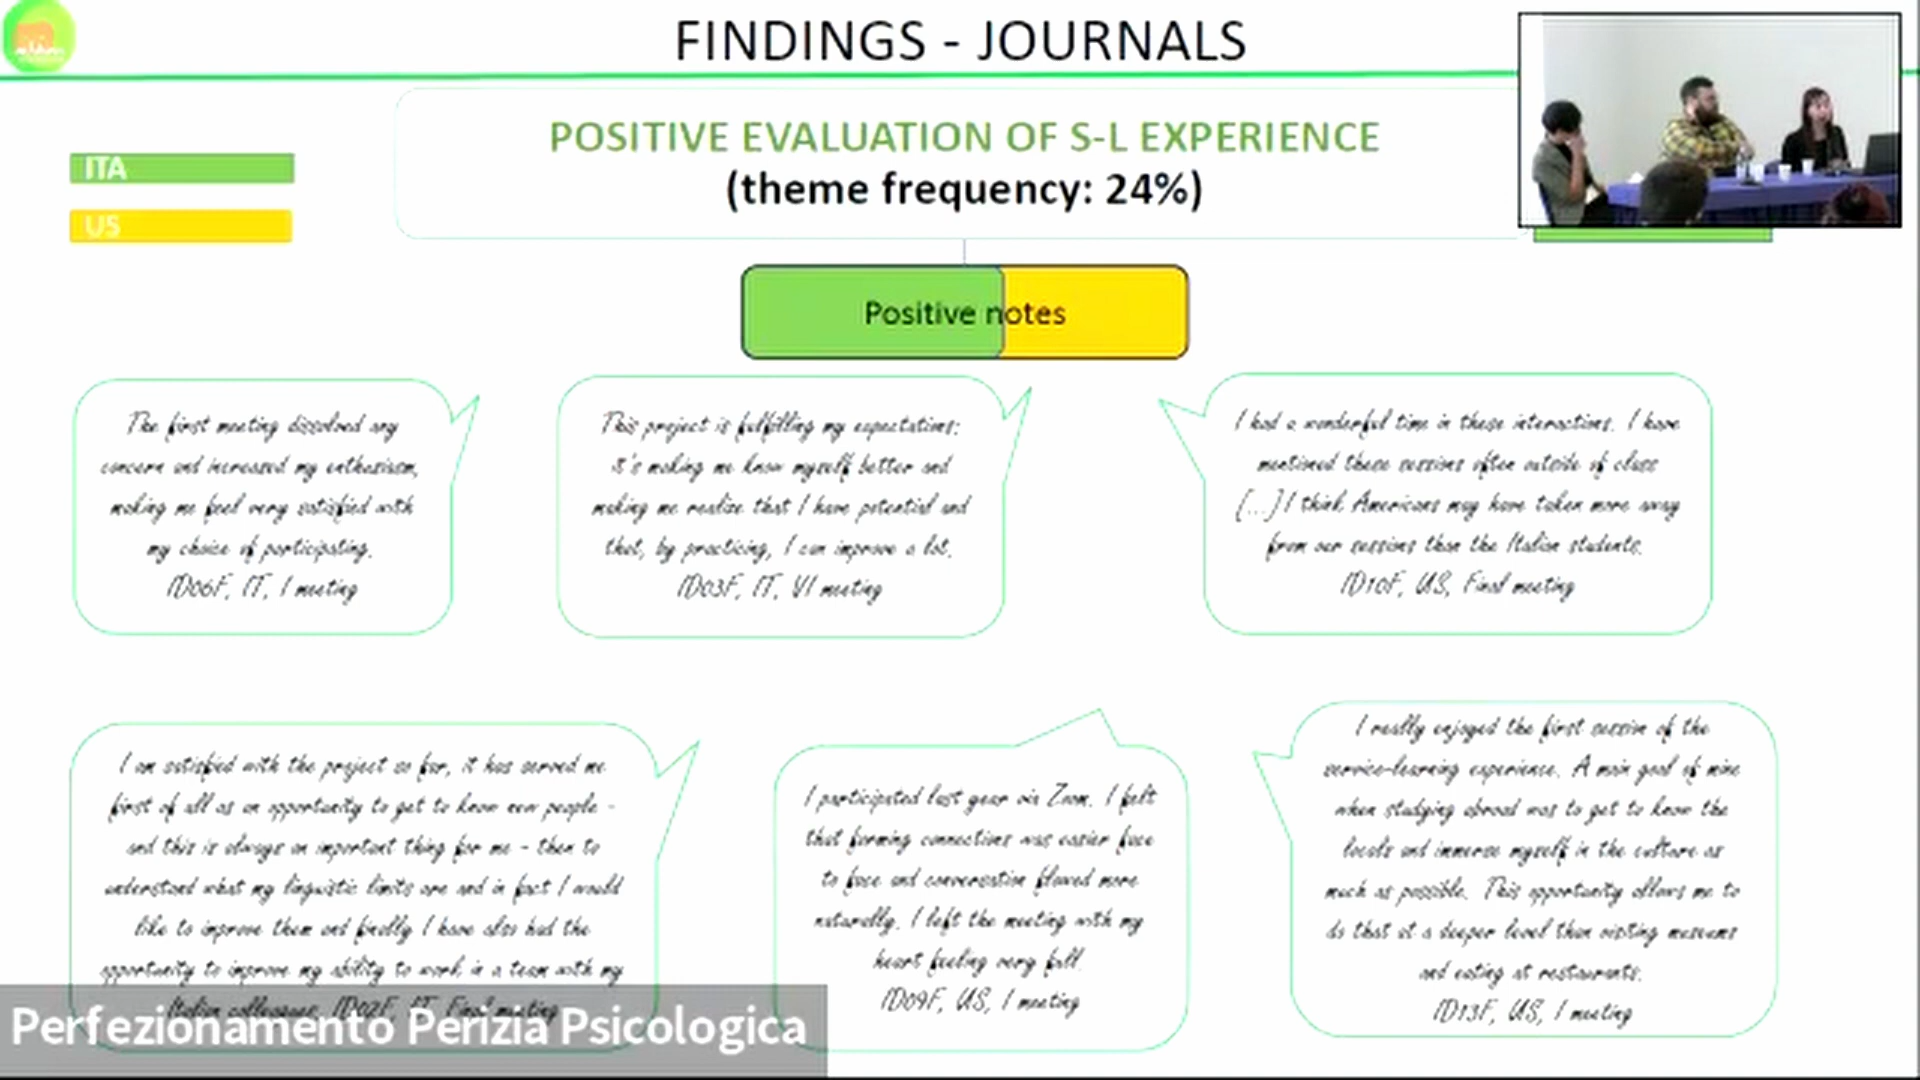 FINDINGS - JOURNALS
ITA
US
POSITIVE EVALUATION OF S-L EXPERIENCE
(theme frequency: 24%)
Positive notes
The first meeting dissolved any
concern and increased my enthusiasm,
making me feel very satisfied with
my choice of participating.
ID06F, IT, I meeting
This project is fulfilling my expectations:
it's making me know myself better and
making me realize that I have potential and
that, by practicing, I can improve a lot.
ID03F, IT, VI meeting
I had a wonderful time in these interactions. I have
mentioned these sessions often outside of class
[...] I think Americans may have taken more away
from our sessions than the Italian students.
ID10F, US, Final meeting
I am satisfied with the project so far, it has served me
first of all as an opportunity to get to know new people -
and this is always an important thing for me - then to
understand what my linguistic limits are and in fact I would
like to improve them and finally I have also had the
opportunity to improve my ability to work in a team with my
Italian colleagues. ID02F, IT, Final meeting
I participated last year via Zoom. I felt
that forming connections was easier face
to face and conversation flowed more
naturally. I left the meeting with my
heart feeling very full.
ID09F, US, I meeting
I really enjoyed the first session of the
service-learning experience. A main goal of mine
when studying abroad was to get to know the
locals and immerse myself in the culture as
much as possible. This opportunity allows me to
do that at a deeper level than visiting museums
and eating at restaurants.
ID13F, US, I meeting
Perfezionamento Perizia Psicologica